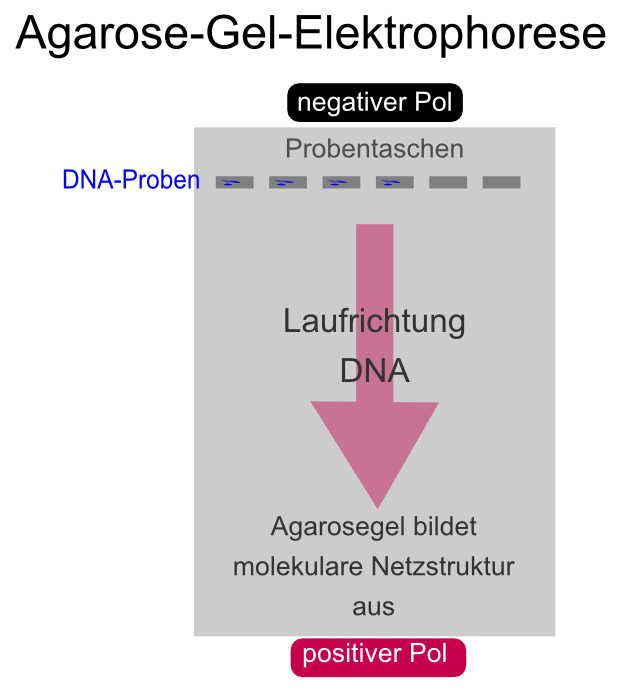 Agarose-Gel-Elektrophorese
negativer Pol
Probentaschen
DNA-Proben
Laufrichtung
DNA
Agarosegel bildet
molekulare Netzstruktur
aus
positiver Pol